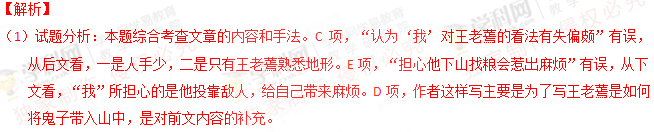 【解析】
（1）试题分析：本题综合考查文章的内容和手法。C 项，“认为‘我’对王老蔫的看法有失偏颇”有误，
从后文看，一是人手少，二是只有王老蔫熟悉地形。E 项，“担心他下山找粮会惹出麻烦”有误，从下
文看，“我”所担心的是他投靠敌人，给自己带来麻烦。D 项，作者这样写主要是为了写王老蔫是如何
将鬼子带入山中，是对前文内容的补充。